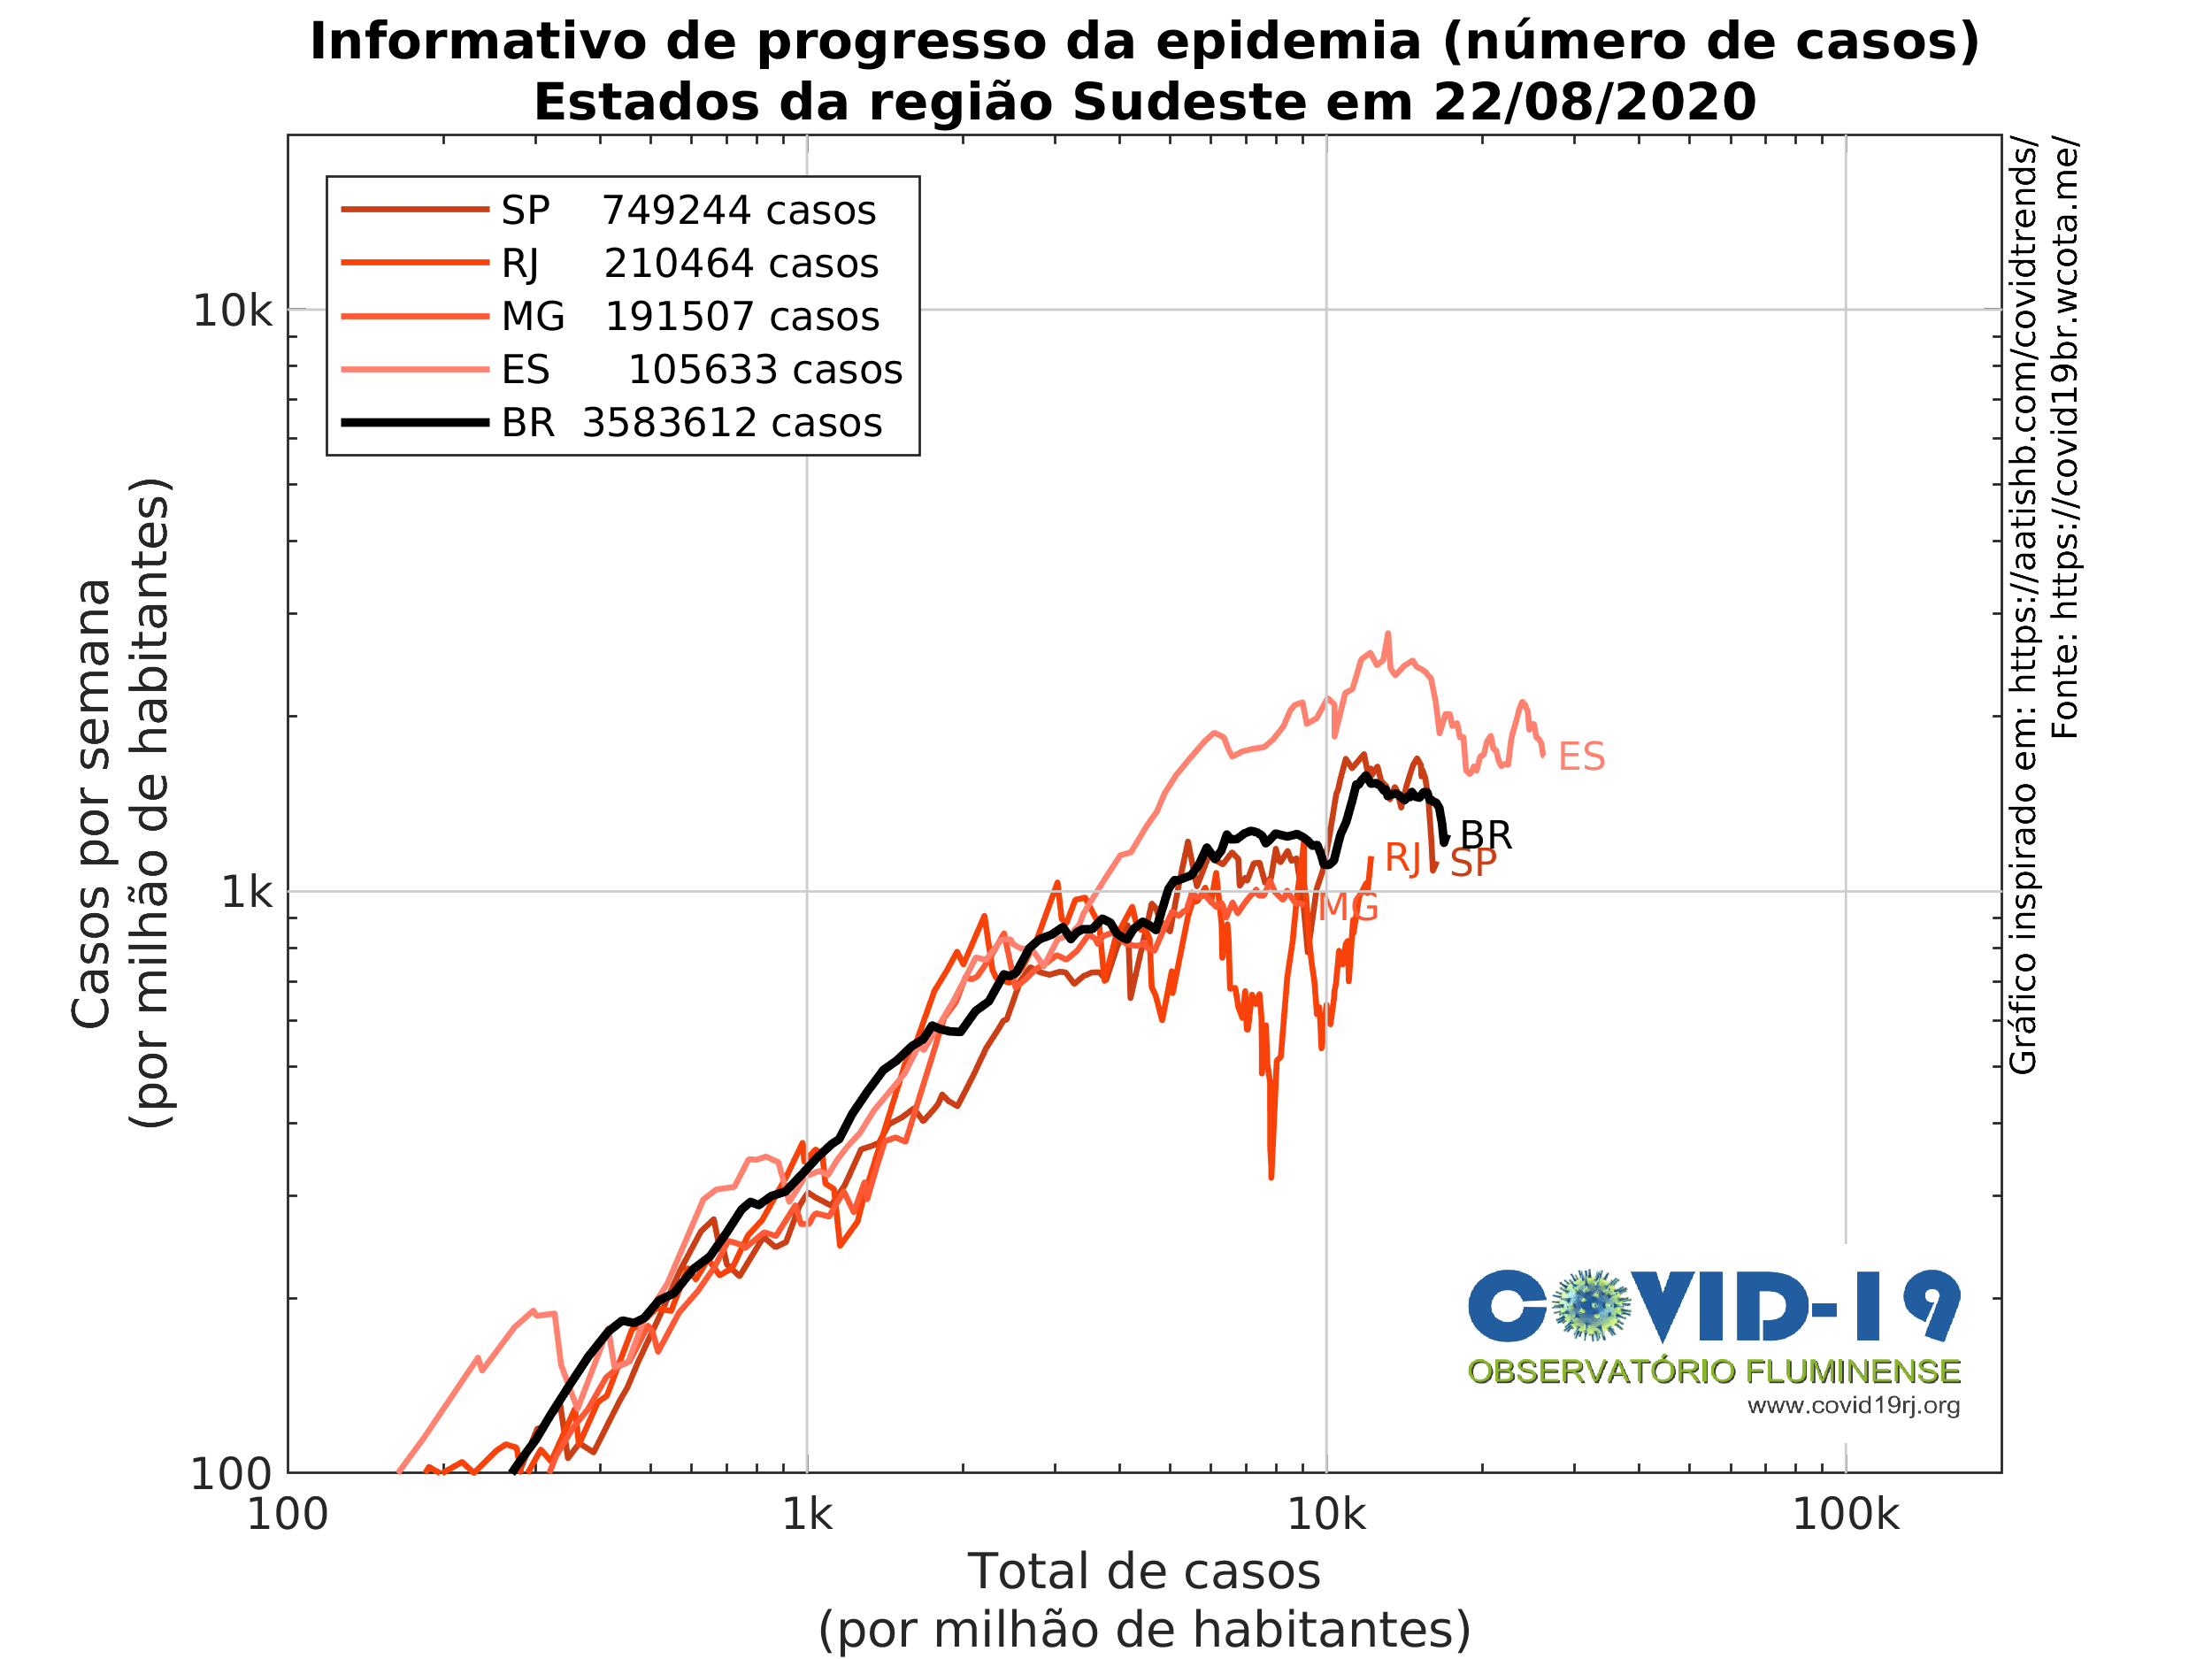 Informativo de progresso da epidemia (número de casos)
Estados da região Sudeste em 22/08/2020
SP 749244 casos
RJ 210464 casos
MG 191507 casos
ES 105633 casos
BR 3583612 casos
10k
1k
100
Casos por semana
(por milhão de habitantes)
ES
BR
RJ
SP
MG
Gráfico inspirado em: https://aatishb.com/covidtrends/
Fonte: https://covid19br.wcota.me/
COVID-19
OBSERVATÓRIO FLUMINENSE
www.covid19rj.org
100
1k
10k
100k
Total de casos
(por milhão de habitantes)